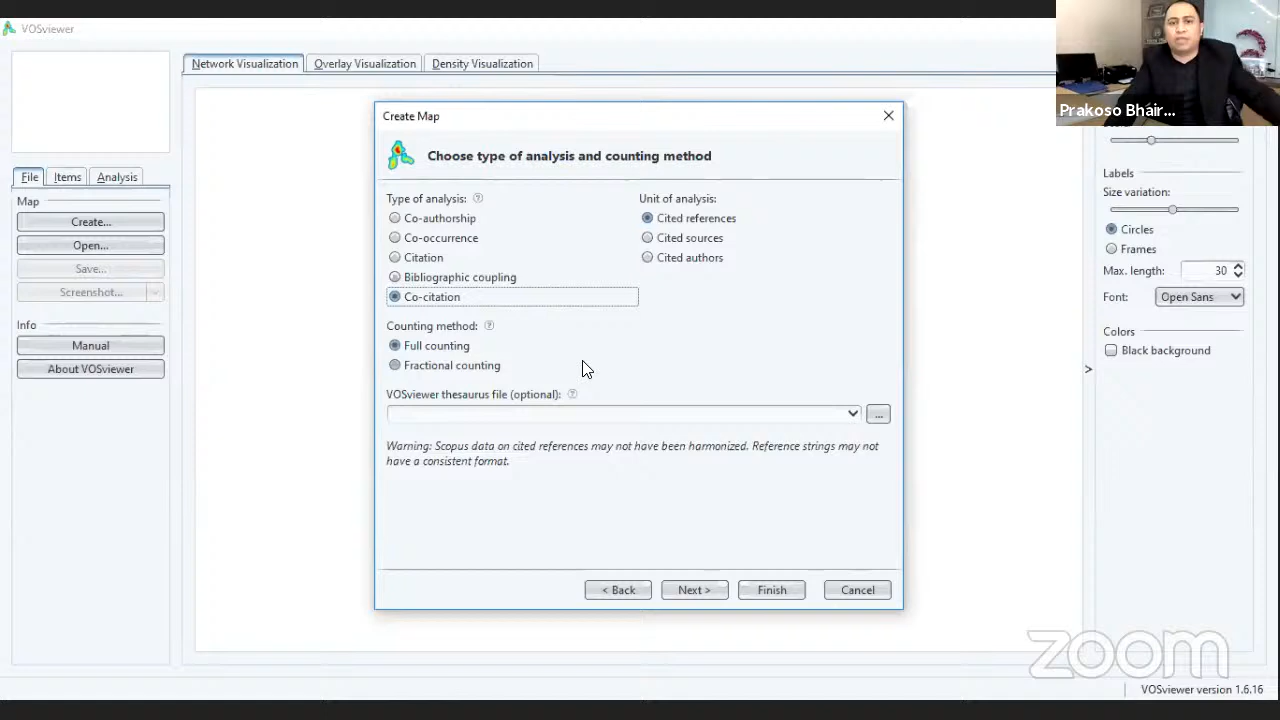 VOSviewer
Network Visualization
Overlay Visualization
Density Visualization
Prakoso Bhair...
File
Items
Analysis
Map
Create...
Open...
Save...
Screenshot...
Info
Manual
About VOSviewer
Create Map
Choose type of analysis and counting method
Type of analysis:
Co-authorship
Co-occurrence
Citation
Bibliographic coupling
Co-citation
Unit of analysis:
Cited references
Cited sources
Cited authors
Counting method:
Full counting
Fractional counting
VOSviewer thesaurus file (optional):
...
Warning: Scopus data on cited references may not have been harmonized. Reference strings may not
have a consistent format.
< Back
Next >
Finish
Cancel
Labels
Size variation:
Circles
Frames
Max. length: 30
Font: Open Sans
Colors
Black background
>
zoom
VOSviewer version 1.6.16